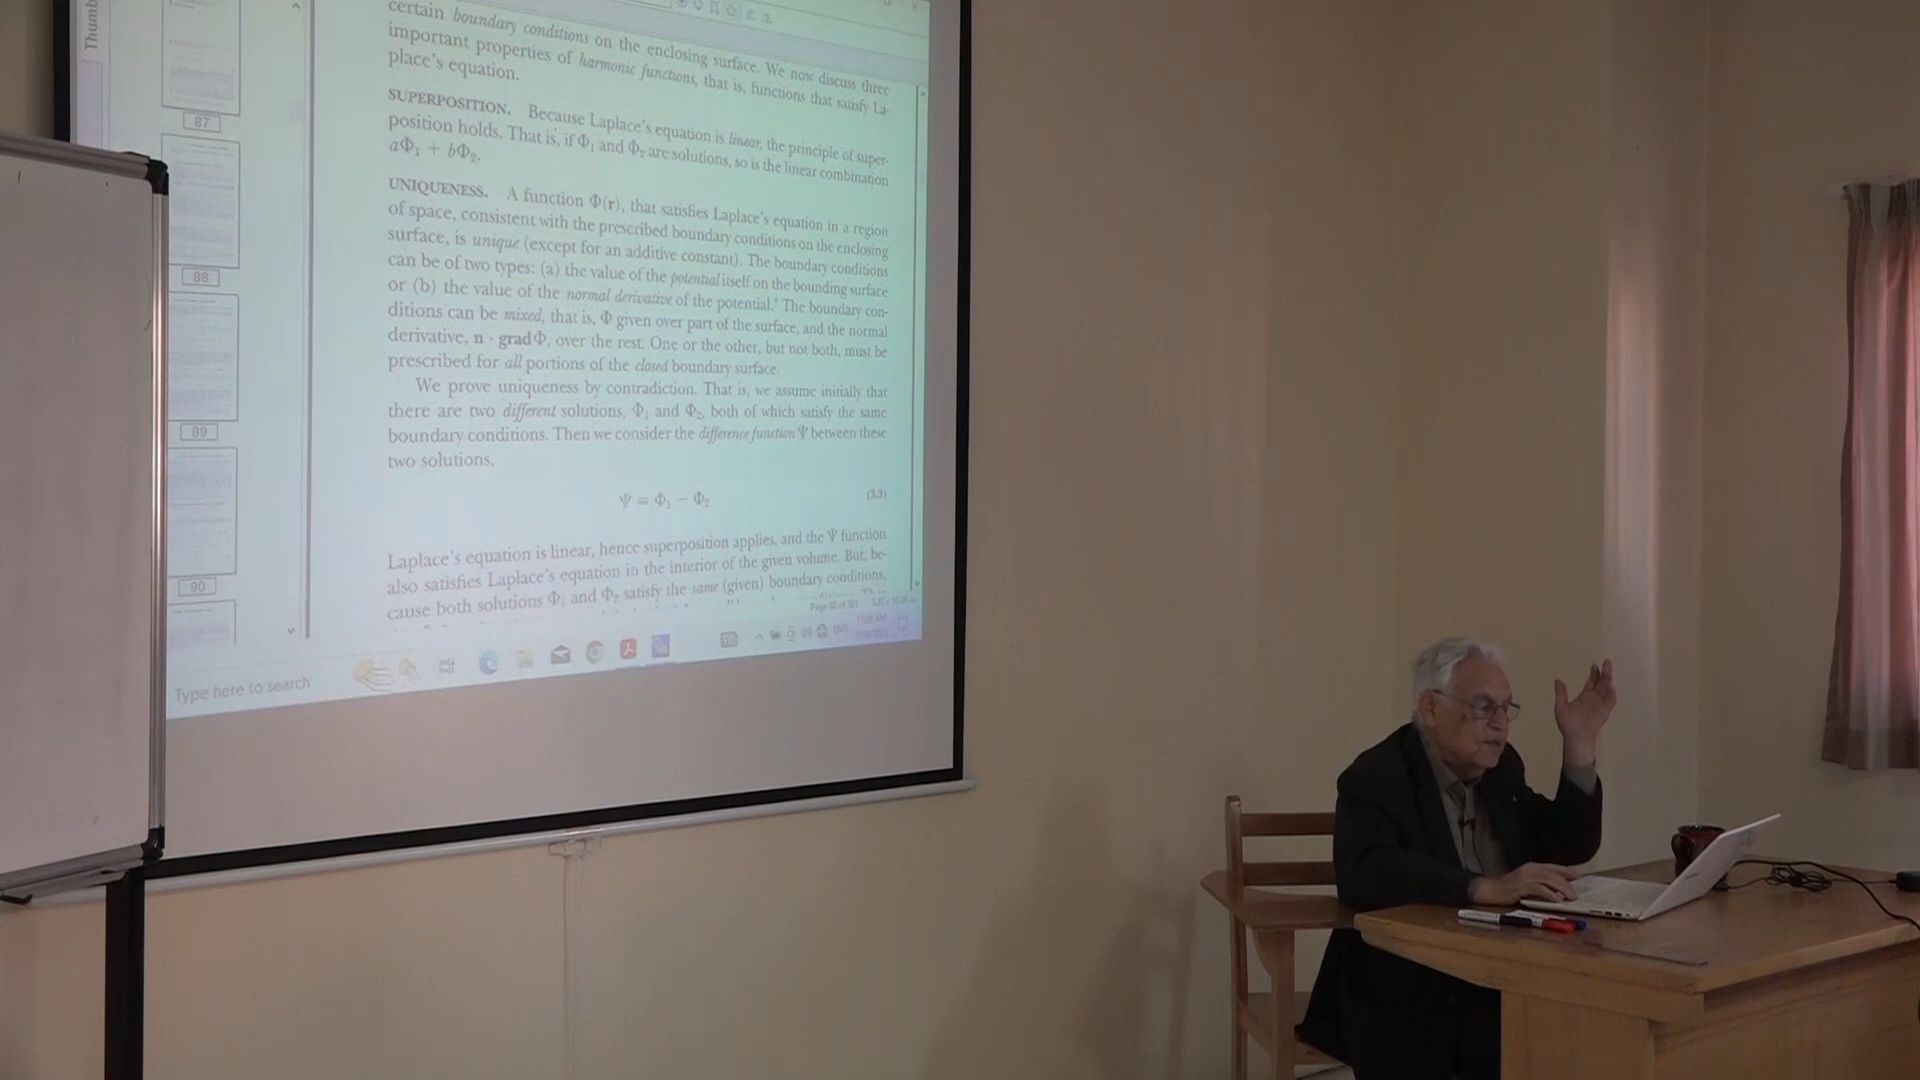 Thumb
87
88
89
90
certain boundary conditions on the enclosing surface. We now discuss three
important properties of harmonic functions, that is, functions that satisfy La-
place's equation.
SUPERPOSITION. Because Laplace's equation is linear, the principle of super-
position holds. That is, if Φ₁ and Φ₂ are solutions, so is the linear combination
aΦ₁ + bΦ₂.
UNIQUENESS. A function Φ(r), that satisfies Laplace's equation in a region
of space, consistent with the prescribed boundary conditions on the enclosing
surface, is unique (except for an additive constant). The boundary conditions
can be of two types: (a) the value of the potential itself on the bounding surface
or (b) the value of the normal derivative of the potential.† The boundary con-
ditions can be mixed, that is, Φ given over part of the surface, and the normal
derivative, n · grad Φ, over the rest. One or the other, but not both, must be
prescribed for all portions of the closed boundary surface.
We prove uniqueness by contradiction. That is, we assume initially that
there are two different solutions, Φ₁ and Φ₂, both of which satisfy the same
boundary conditions. Then we consider the difference function Ψ between these
two solutions,
Ψ = Φ₁ − Φ₂ (3.3)
Laplace's equation is linear, hence superposition applies, and the Ψ function
also satisfies Laplace's equation in the interior of the given volume. But, be-
cause both solutions Φ₁ and Φ₂ satisfy the same (given) boundary conditions,
Type here to search
ENG